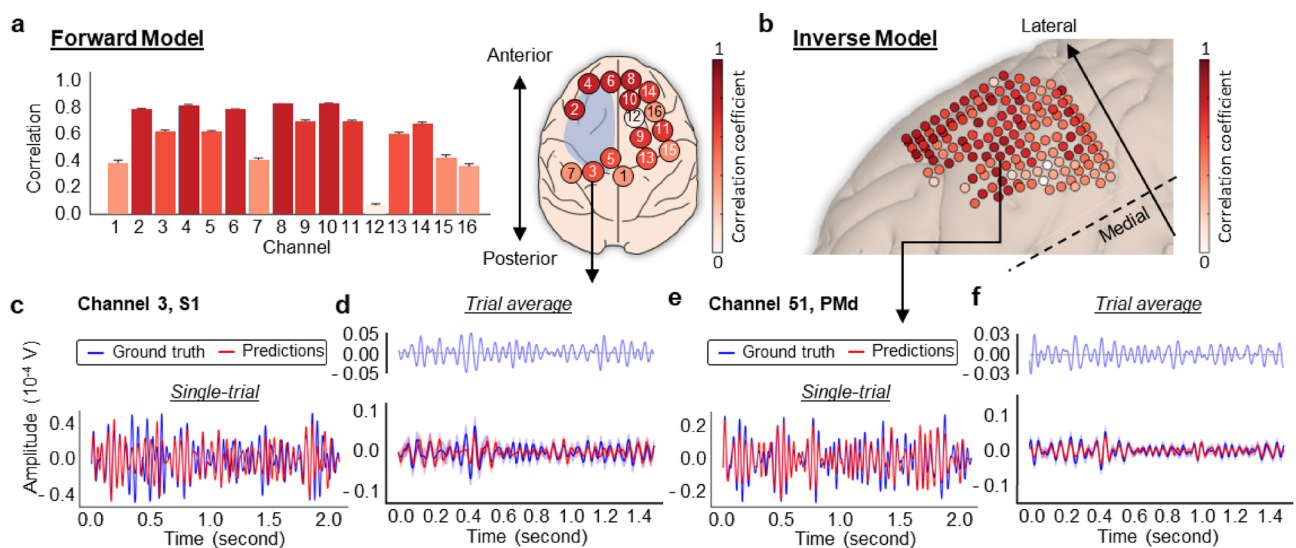 a
Forward Model
1.0
0.8
0.6
0.4
0.2
0.0
Correlation
1 2 3 4 5 6 7 8 9 10 11 12 13 14 15 16
Channel
Anterior
Posterior
4 6 8
2 10 14
12 16
9 11
5 13 15
7 3 1
1
0
Correlation coefficient
b
Inverse Model
Lateral
Medial
1
0
Correlation coefficient
c
Channel 3, S1
Ground truth
Predictions
Single-trial
Amplitude (10⁻⁴ V)
0.4
0.0
- 0.4
0.0 0.5 1.0 1.5 2.0
Time (second)
d
Trial average
0.05
0.00
- 0.05
0.1
0.0
- 0.1
0.0 0.2 0.4 0.6 0.8 1.0 1.2 1.4
Time (second)
e
Channel 51, PMd
Ground truth
Predictions
Single-trial
0.2
0.0
- 0.2
0.0 0.5 1.0 1.5 2.0
Time (second)
f
Trial average
0.03
0.00
- 0.03
0.1
0.0
- 0.1
0.0 0.2 0.4 0.6 0.8 1.0 1.2 1.4
Time (second)